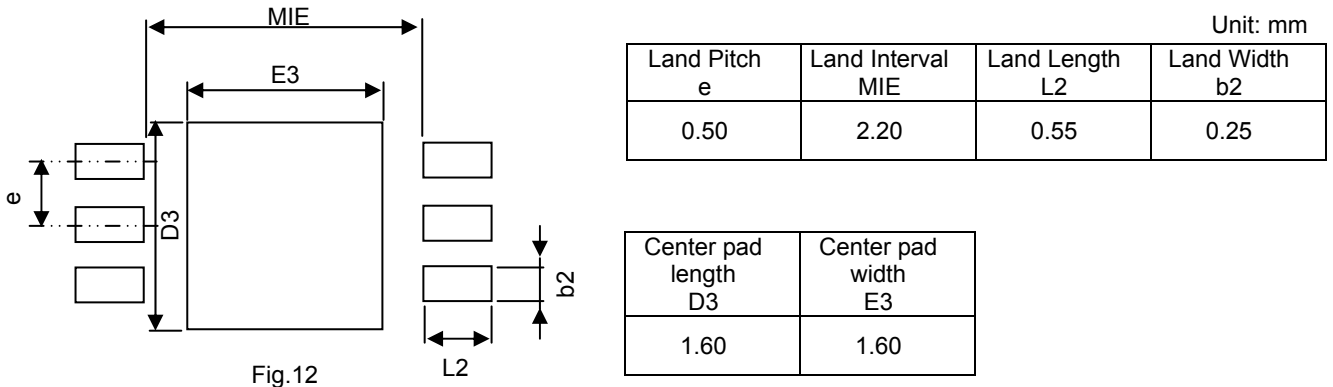 MIE
E3
e
D3
b2
L2
Fig.12
Unit: mm
Land Pitch Land Interval Land Length Land Width
e MIE L2 b2
0.50 2.20 0.55 0.25
Center pad Center pad
length width
D3 E3
1.60 1.60